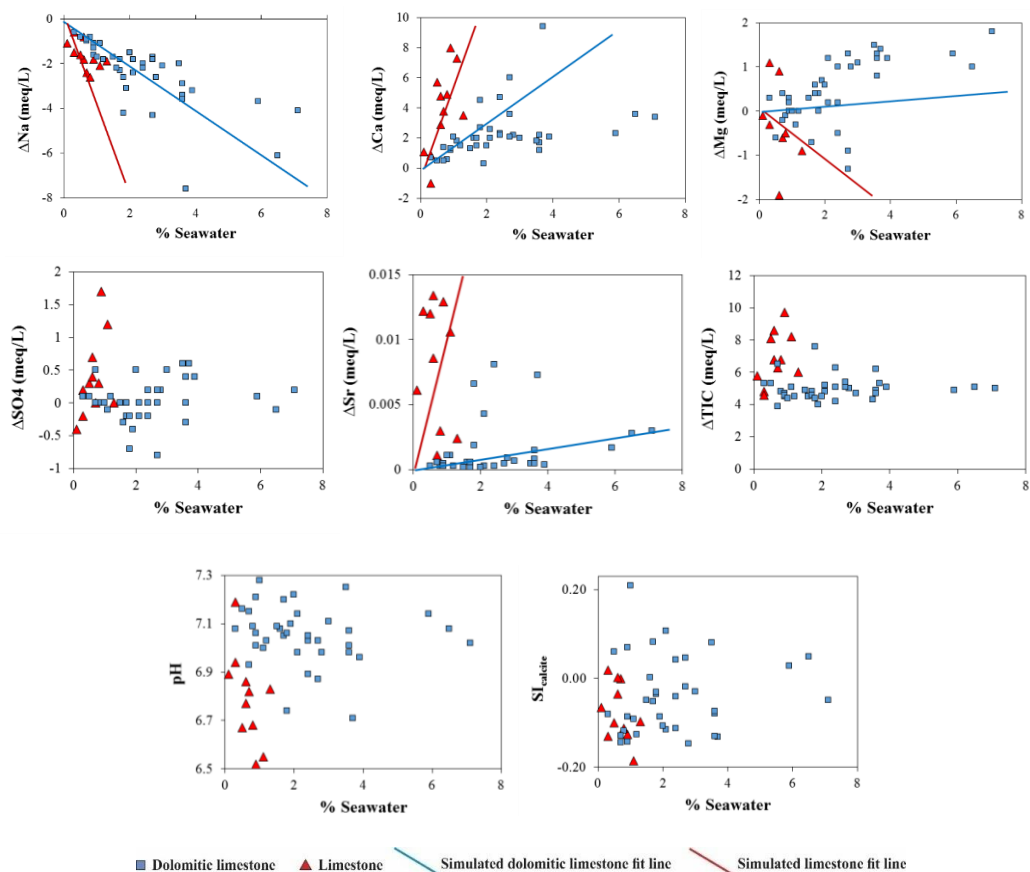 ΔNa (meq/L)
0
-2
-4
-6
-8
0 2 4 6 8
% Seawater
ΔCa (meq/L)
10
8
6
4
2
0
-2
0 2 4 6 8
% Seawater
ΔMg (meq/L)
2
1
0
-1
-2
0 2 4 6 8
% Seawater
ΔSO4 (meq/L)
2
1.5
1
0.5
0
-0.5
-1
0 2 4 6 8
% Seawater
ΔSr (meq/L)
0.015
0.01
0.005
0
0 2 4 6 8
% Seawater
ΔTIC (meq/L)
12
10
8
6
4
2
0
0 2 4 6 8
% Seawater
pH
7.3
7.1
6.9
6.7
6.5
0 2 4 6 8
% Seawater
SIcalcite
0.20
0.00
-0.20
0 2 4 6 8
% Seawater
Dolomitic limestone Limestone Simulated dolomitic limestone fit line Simulated limestone fit line